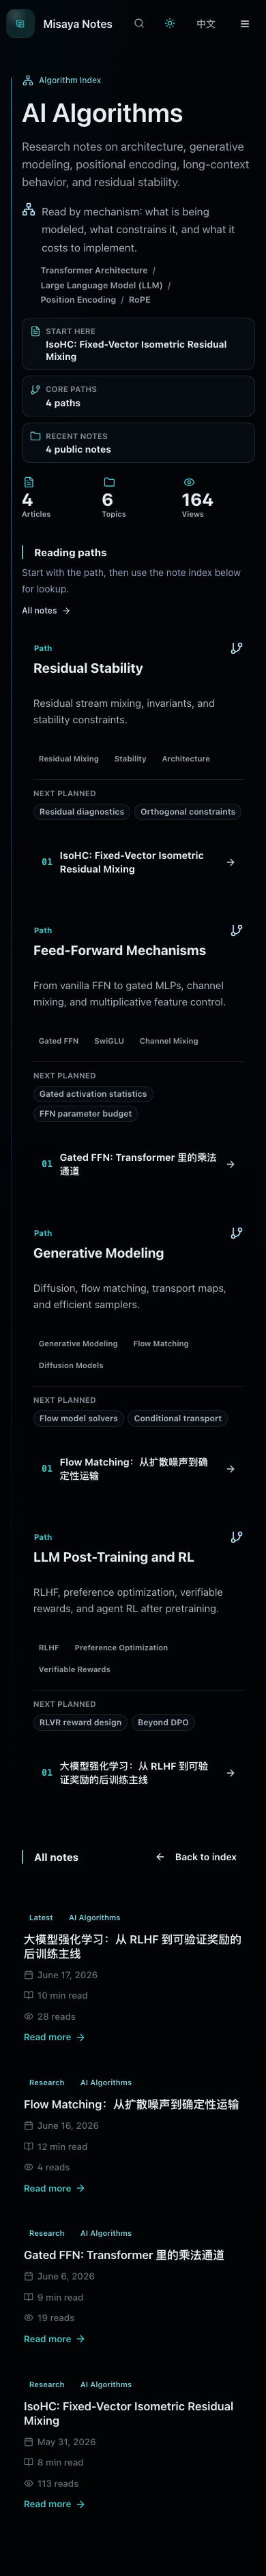 Misaya Notes
中文
Algorithm Index
AI Algorithms
Research notes on architecture, generative
modeling, positional encoding, long-context
behavior, and residual stability.
Read by mechanism: what is being
modeled, what constrains it, and what it
costs to implement.
Transformer Architecture /
Large Language Model (LLM) /
Position Encoding / RoPE
START HERE
IsoHC: Fixed-Vector Isometric Residual
Mixing
CORE PATHS
4 paths
RECENT NOTES
4 public notes
4 6 164
Articles Topics Views
Reading paths
Start with the path, then use the note index below
for lookup.
All notes →
Path
Residual Stability
Residual stream mixing, invariants, and
stability constraints.
Residual Mixing Stability Architecture
NEXT PLANNED
Residual diagnostics Orthogonal constraints
01 IsoHC: Fixed-Vector Isometric
Residual Mixing →
Path
Feed-Forward Mechanisms
From vanilla FFN to gated MLPs, channel
mixing, and multiplicative feature control.
Gated FFN SwiGLU Channel Mixing
NEXT PLANNED
Gated activation statistics
FFN parameter budget
01 Gated FFN: Transformer 里的乘法
通道 →
Path
Generative Modeling
Diffusion, flow matching, transport maps,
and efficient samplers.
Generative Modeling Flow Matching
Diffusion Models
NEXT PLANNED
Flow model solvers Conditional transport
01 Flow Matching：从扩散噪声到确
定性运输 →
Path
LLM Post-Training and RL
RLHF, preference optimization, verifiable
rewards, and agent RL after pretraining.
RLHF Preference Optimization
Verifiable Rewards
NEXT PLANNED
RLVR reward design Beyond DPO
01 大模型强化学习：从 RLHF 到可验
证奖励的后训练主线 →
All notes ← Back to index
Latest AI Algorithms
大模型强化学习：从 RLHF 到可验证奖励的
后训练主线
June 17, 2026
10 min read
28 reads
Read more →
Research AI Algorithms
Flow Matching：从扩散噪声到确定性运输
June 16, 2026
12 min read
4 reads
Read more →
Research AI Algorithms
Gated FFN: Transformer 里的乘法通道
June 6, 2026
9 min read
19 reads
Read more →
Research AI Algorithms
IsoHC: Fixed-Vector Isometric Residual
Mixing
May 31, 2026
8 min read
113 reads
Read more →